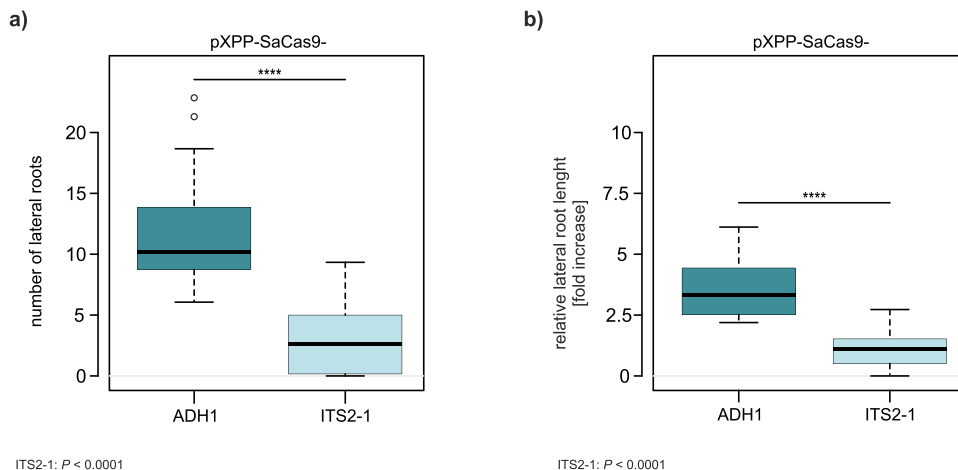 a)
pXPP-SaCas9-
****
number of lateral roots
20
15
10
5
0
ADH1
ITS2-1
ITS2-1: P < 0.0001
b)
pXPP-SaCas9-
****
relative lateral root lenght
[fold increase]
10
7.5
5
2.5
0
ADH1
ITS2-1
ITS2-1: P < 0.0001